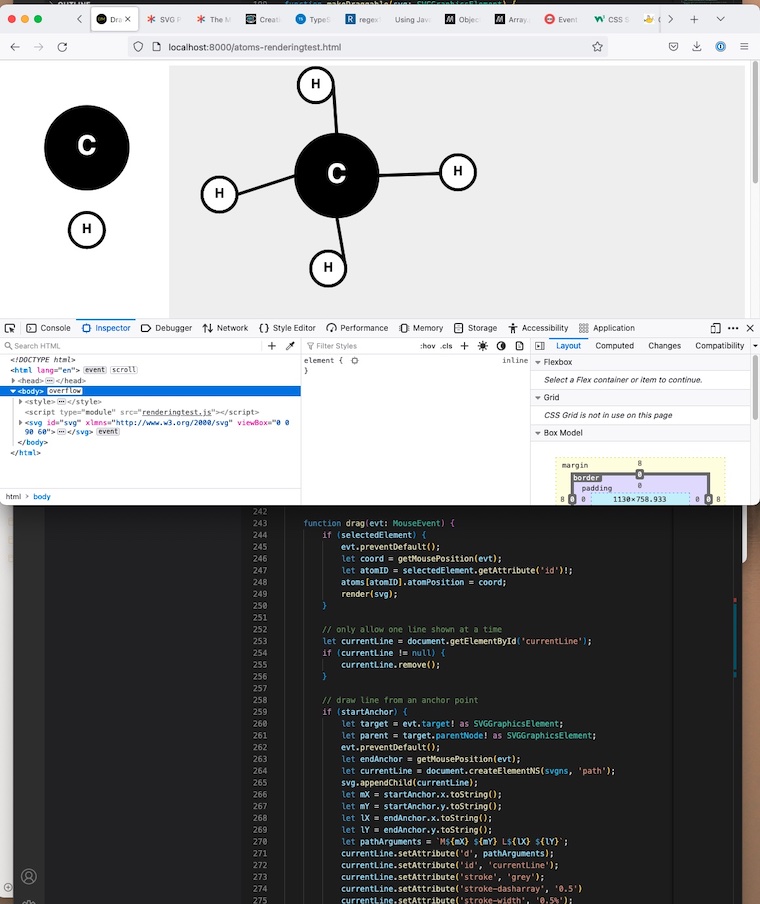 OUTLINE
function makeDraggable(svg: SVGGraphicsElement) {
Dra
SVG P
The M
Create
TS
TypeS
R
regex
Using Jav
Object
Array.
Event
CSS S
localhost:8000/atoms-renderingtest.html
H
C
C
H
H
H
H
Console
Inspector
Debugger
Network
Style Editor
Performance
Memory
Storage
Accessibility
Application
Search HTML
Filter Styles
:hov .cls
Layout
Computed
Changes
Compatibility
<!DOCTYPE html>
<html lang="en"> event scroll
<head> </head>
<body> overflow
<style> </style>
<script type="module" src="renderingtest.js"></script>
<svg id="svg" xmlns="http://www.w3.org/2000/svg" viewBox="0 0
90 60"> </svg> event
</body>
</html>
html > body
element {
inline
}
Flexbox
Select a Flex container or item to continue.
Grid
CSS Grid is not in use on this page
Box Model
margin
8
border
0
padding
0
8 0 0 1130×758.933 0 0 8
242
243 function drag(evt: MouseEvent) {
244 if (selectedElement) {
245 evt.preventDefault();
246 let coord = getMousePosition(evt);
247 let atomID = selectedElement.getAttribute('id')!;
248 atoms[atomID].atomPosition = coord;
249 render(svg);
250 }
251
252 // only allow one line shown at a time
253 let currentLine = document.getElementById('currentLine');
254 if (currentLine != null) {
255 currentLine.remove();
256 }
257
258 // draw line from an anchor point
259 if (startAnchor) {
260 let target = evt.target! as SVGGraphicsElement;
261 let parent = target.parentNode! as SVGGraphicsElement;
262 evt.preventDefault();
263 let endAnchor = getMousePosition(evt);
264 let currentLine = document.createElementNS(svgns, 'path');
265 svg.appendChild(currentLine);
266 let mX = startAnchor.x.toString();
267 let mY = startAnchor.y.toString();
268 let lX = endAnchor.x.toString();
269 let lY = endAnchor.y.toString();
270 let pathArguments = `M${mX} ${mY} L${lX} ${lY}`;
271 currentLine.setAttribute('d', pathArguments);
272 currentLine.setAttribute('id', 'currentLine');
273 currentLine.setAttribute('stroke', 'grey');
274 currentLine.setAttribute('stroke-dasharray', '0.5')
275 currentLine.setAttribute('stroke-width', '0.5%');